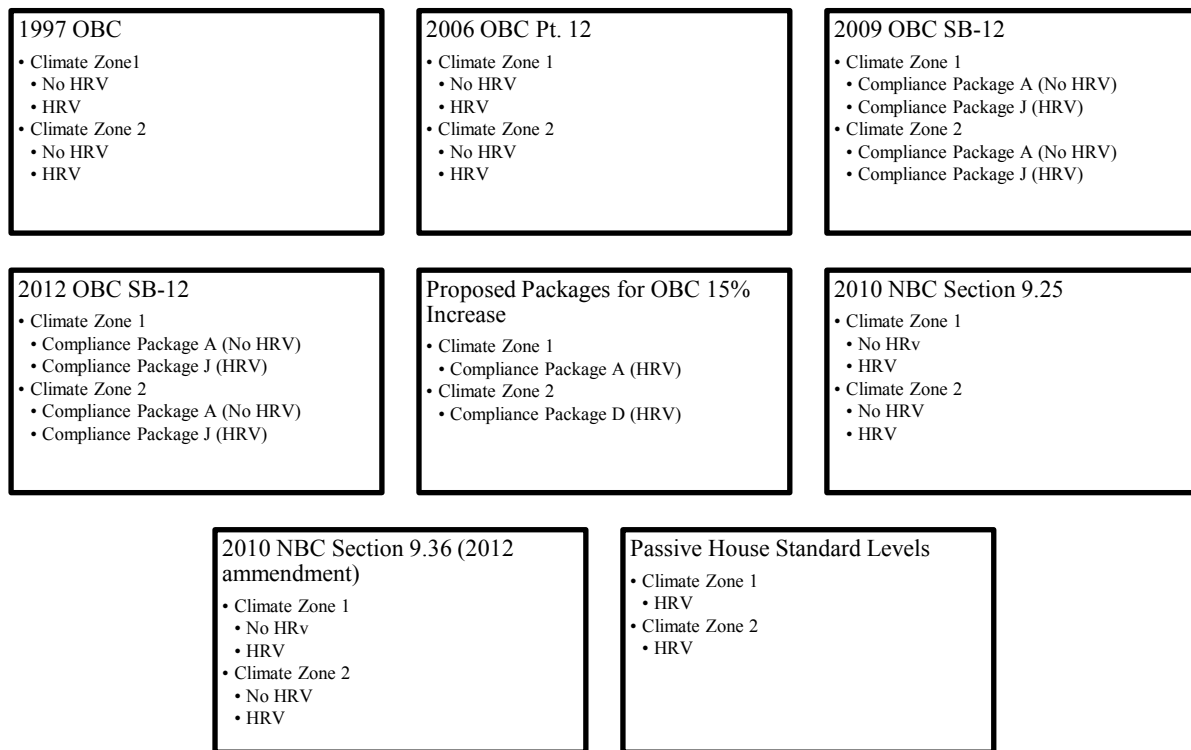 1997 OBC
• Climate Zone1
• No HRV
• HRV
• Climate Zone 2
• No HRV
• HRV
2006 OBC Pt. 12
• Climate Zone 1
• No HRV
• HRV
• Climate Zone 2
• No HRV
• HRV
2009 OBC SB-12
• Climate Zone 1
• Compliance Package A (No HRV)
• Compliance Package J (HRV)
• Climate Zone 2
• Compliance Package A (No HRV)
• Compliance Package J (HRV)
2012 OBC SB-12
• Climate Zone 1
• Compliance Package A (No HRV)
• Compliance Package J (HRV)
• Climate Zone 2
• Compliance Package A (No HRV)
• Compliance Package J (HRV)
Proposed Packages for OBC 15%
Increase
• Climate Zone 1
• Compliance Package A (HRV)
• Climate Zone 2
• Compliance Package D (HRV)
2010 NBC Section 9.25
• Climate Zone 1
• No HRv
• HRV
• Climate Zone 2
• No HRV
• HRV
2010 NBC Section 9.36 (2012
ammendment)
• Climate Zone 1
• No HRv
• HRV
• Climate Zone 2
• No HRV
• HRV
Passive House Standard Levels
• Climate Zone 1
• HRV
• Climate Zone 2
• HRV